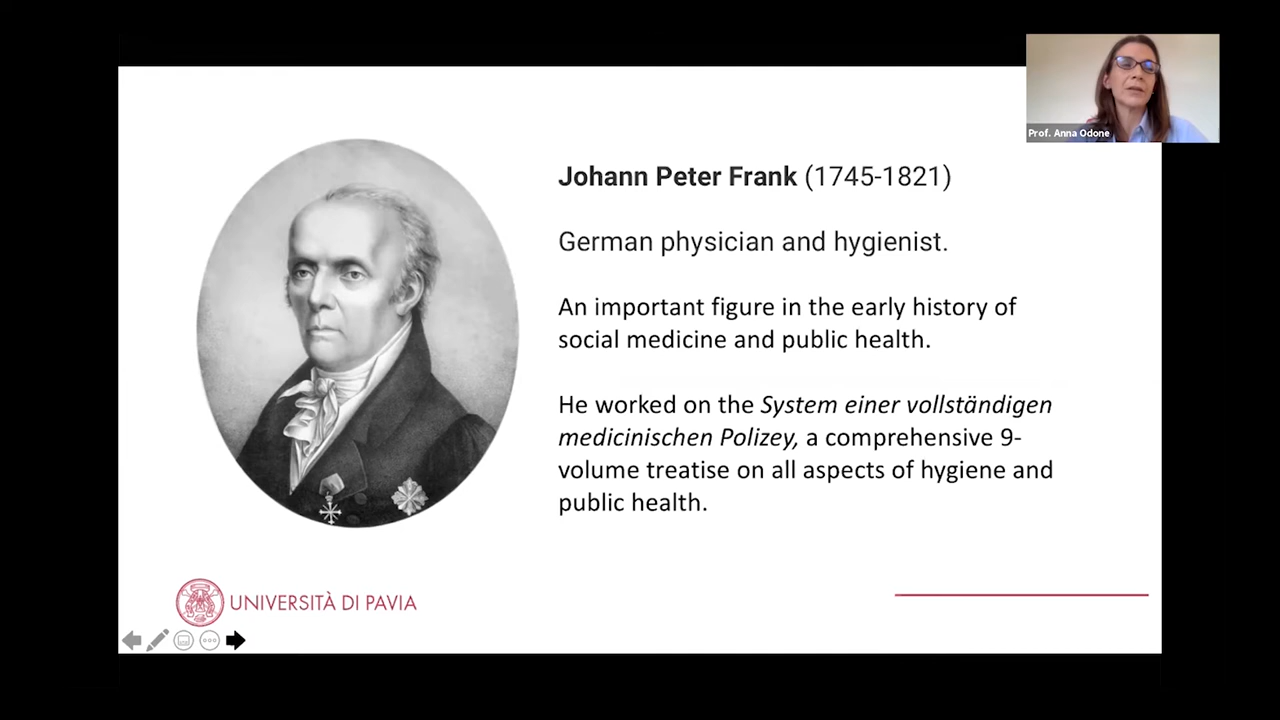 Prof. Anna Odone
Johann Peter Frank (1745-1821)
German physician and hygienist.
An important figure in the early history of
social medicine and public health.
He worked on the System einer vollständigen
medicinischen Polizey, a comprehensive 9-
volume treatise on all aspects of hygiene and
public health.
UNIVERSITÀ DI PAVIA